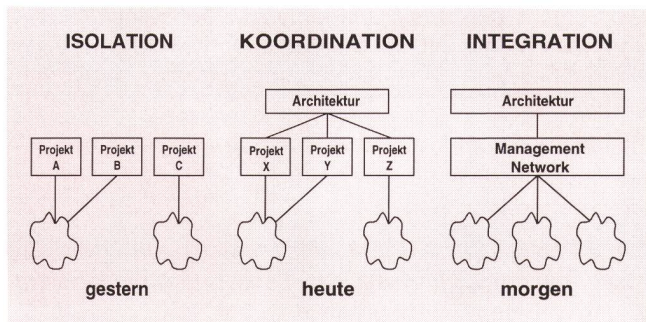 ISOLATION
KOORDINATION
INTEGRATION
Architektur
Architektur
Projekt
A
Projekt
B
Projekt
C
Projekt
X
Projekt
Y
Projekt
Z
Management
Network
gestern
heute
morgen